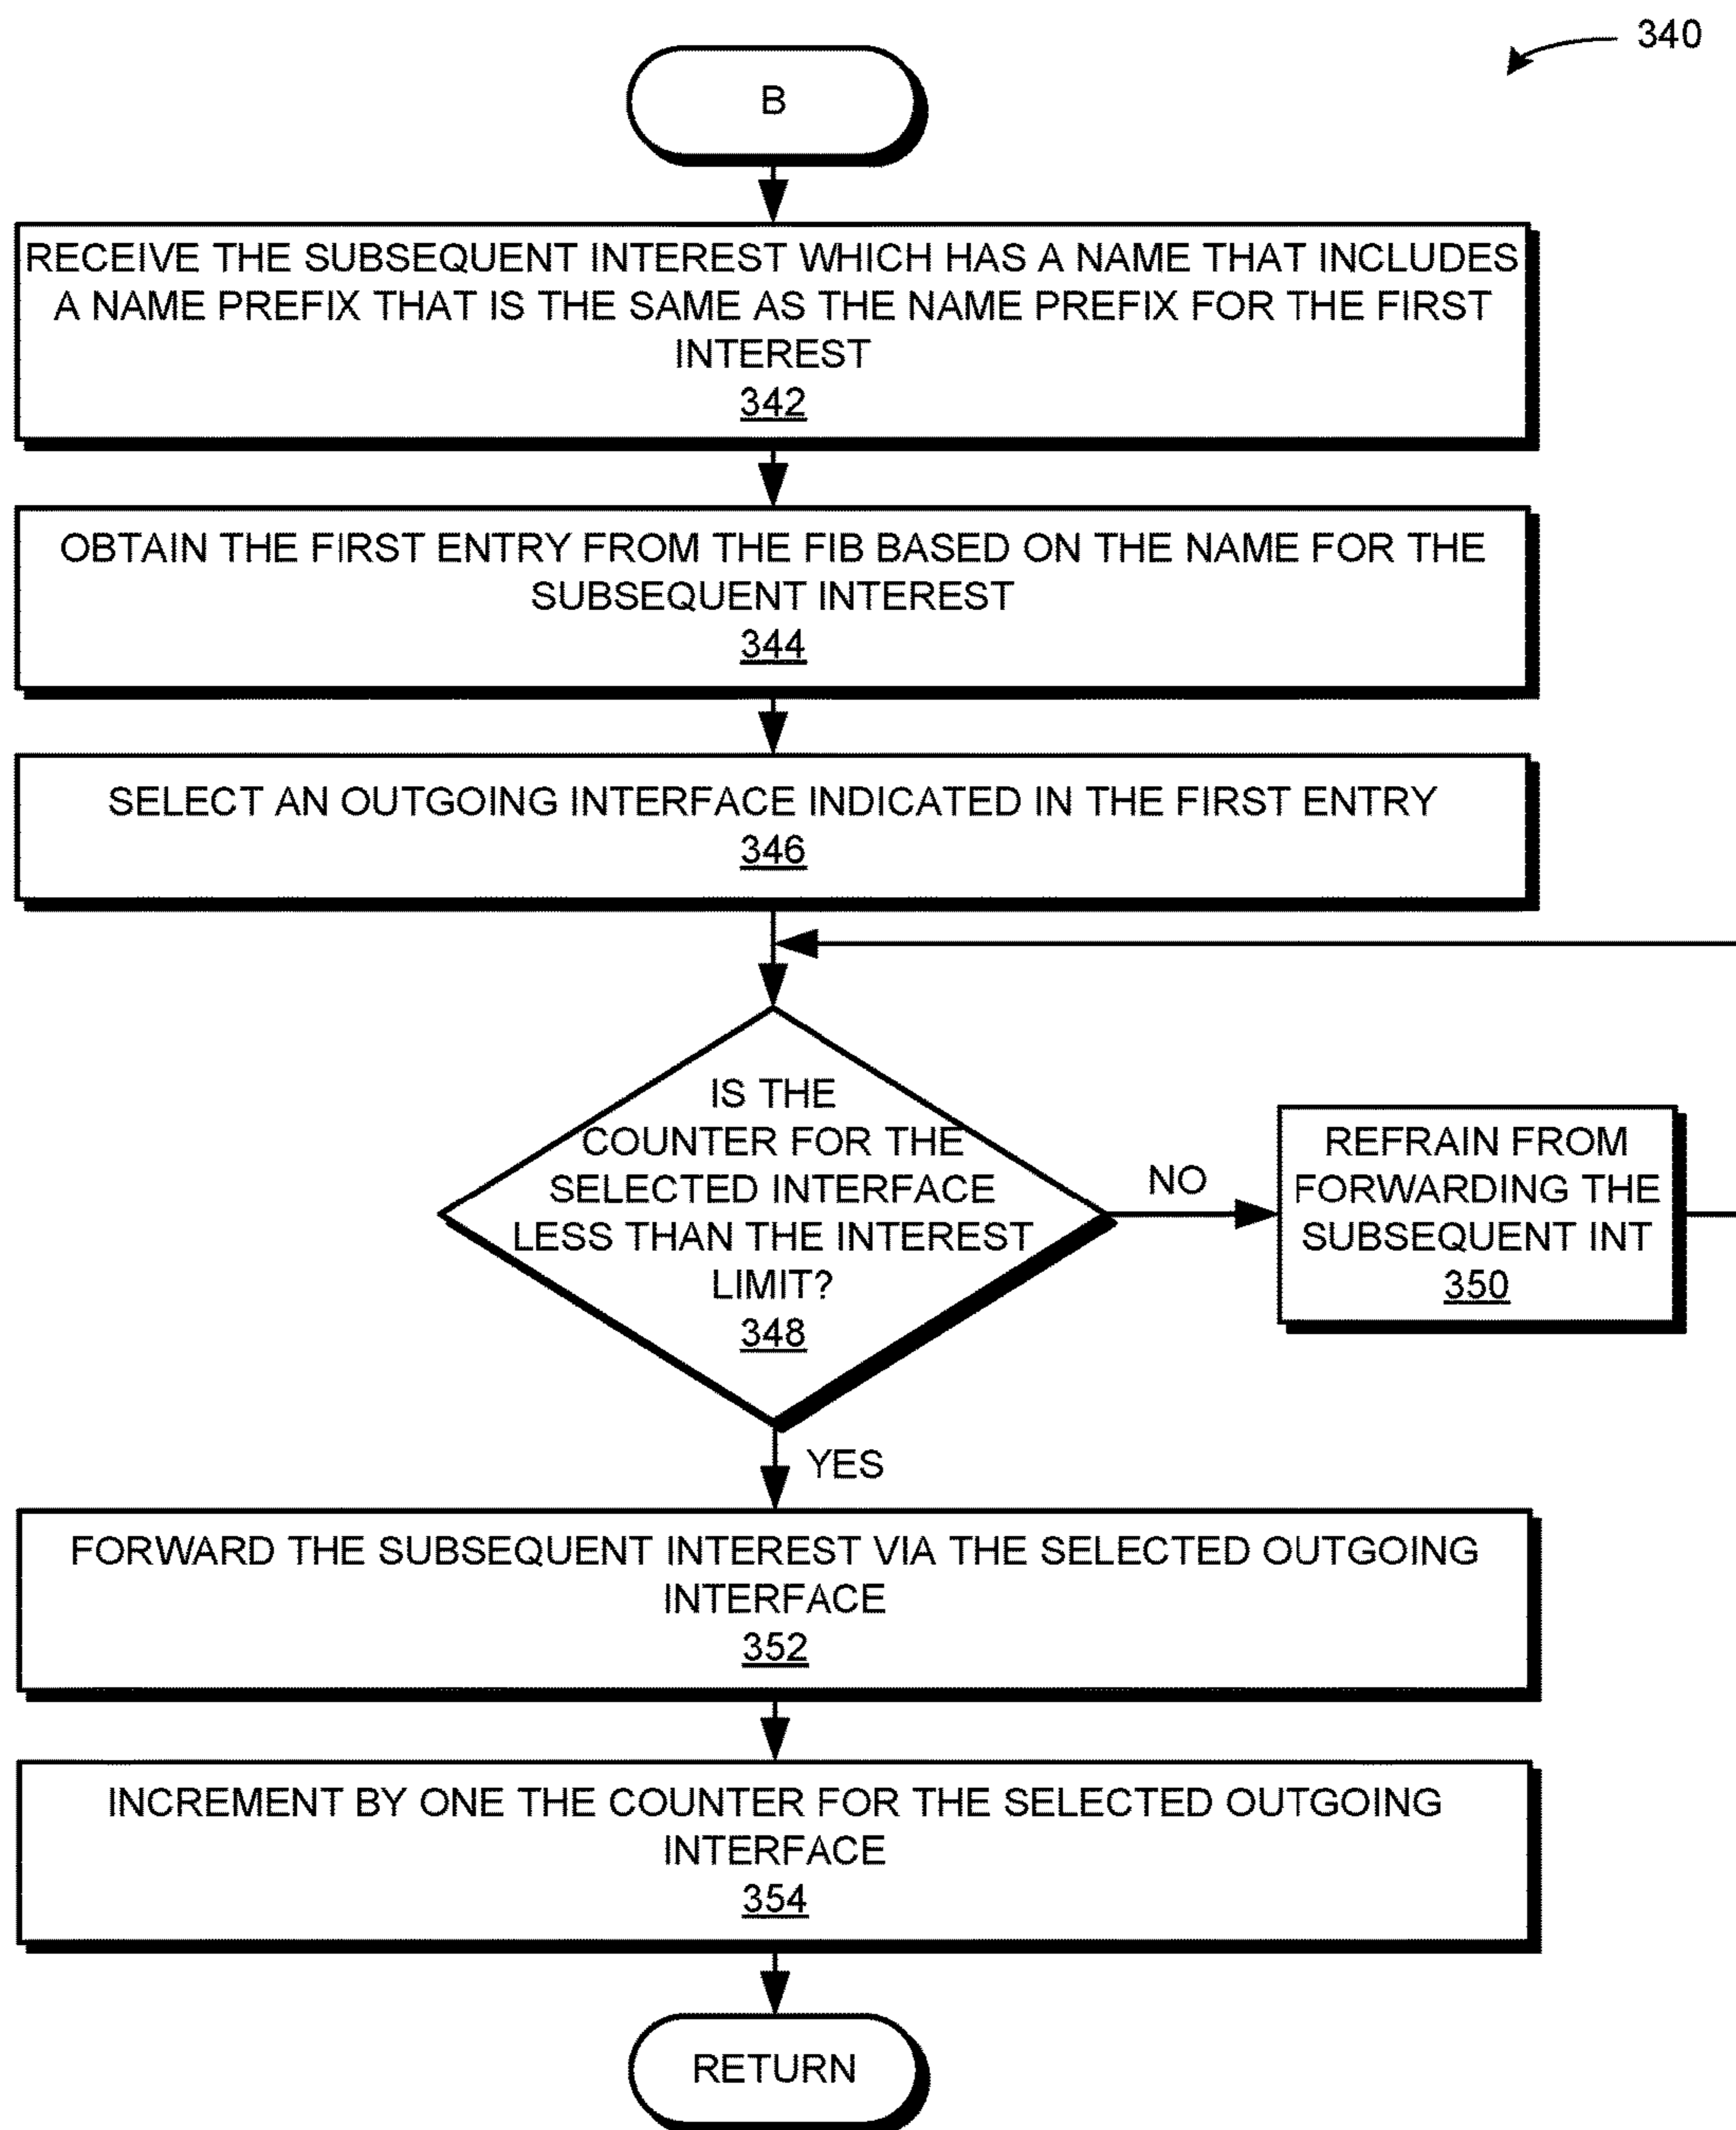 340
B
RECEIVE THE SUBSEQUENT INTEREST WHICH HAS A NAME THAT INCLUDES
A NAME PREFIX THAT IS THE SAME AS THE NAME PREFIX FOR THE FIRST
INTEREST
342
OBTAIN THE FIRST ENTRY FROM THE FIB BASED ON THE NAME FOR THE
SUBSEQUENT INTEREST
344
SELECT AN OUTGOING INTERFACE INDICATED IN THE FIRST ENTRY
346
IS THE
COUNTER FOR THE
SELECTED INTERFACE
LESS THAN THE INTEREST
LIMIT?
348
NO
REFRAIN FROM
FORWARDING THE
SUBSEQUENT INT
350
YES
FORWARD THE SUBSEQUENT INTEREST VIA THE SELECTED OUTGOING
INTERFACE
352
INCREMENT BY ONE THE COUNTER FOR THE SELECTED OUTGOING
INTERFACE
354
RETURN